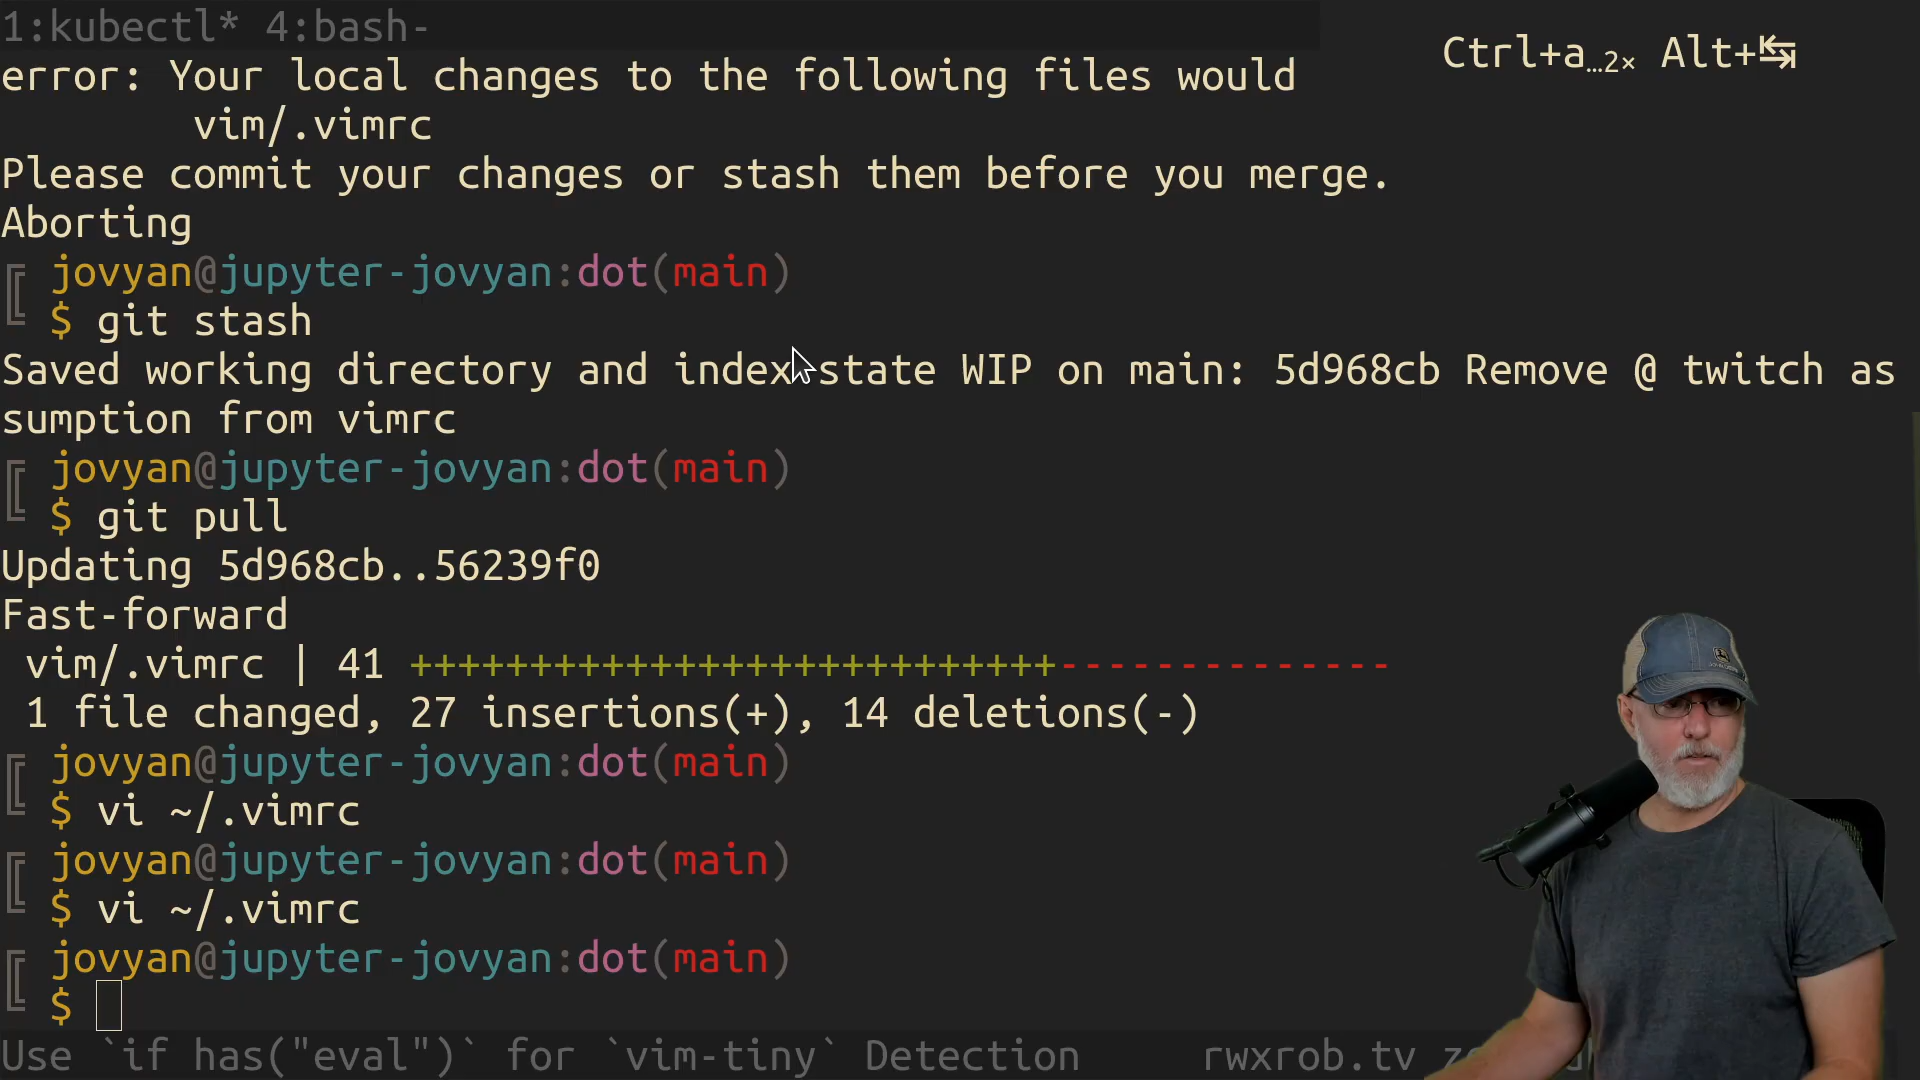 1:kubectl* 4:bash-
Ctrl+a…2× Alt+↹
error: Your local changes to the following files would
vim/.vimrc
Please commit your changes or stash them before you merge.
Aborting
jovyan@jupyter-jovyan:dot(main)
$ git stash
Saved working directory and index state WIP on main: 5d968cb Remove @ twitch as
sumption from vimrc
jovyan@jupyter-jovyan:dot(main)
$ git pull
Updating 5d968cb..56239f0
Fast-forward
vim/.vimrc | 41 +++++++++++++++++++++++++++--------------
1 file changed, 27 insertions(+), 14 deletions(-)
jovyan@jupyter-jovyan:dot(main)
$ vi ~/.vimrc
jovyan@jupyter-jovyan:dot(main)
$ vi ~/.vimrc
jovyan@jupyter-jovyan:dot(main)
$
Use `if has("eval")` for `vim-tiny` Detection rwxrob.tv